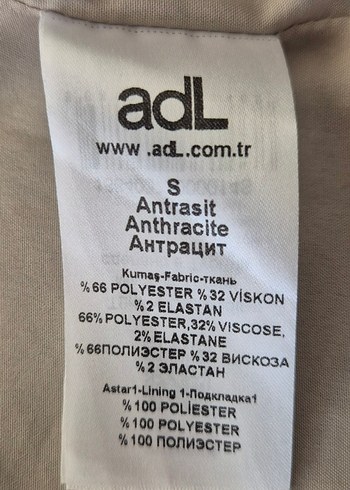 adL
www .adL.com.tr
S
Antrasit
Anthracite
Антрацит
Kumaş-Fabric-ткань
%66 POLYESTER %32 VİSKON
%2 ELASTAN
66%POLYESTER,32%VISCOSE,
2%ELASTANE
%66ПОЛИЭСТЕР %32 ВИСКОЗА
%2 ЭЛАСТАН
Astar1-Lining 1-Подкладка1
%100 POLİESTER
%100 POLYESTER
%100 ПОЛИЭСТЕР